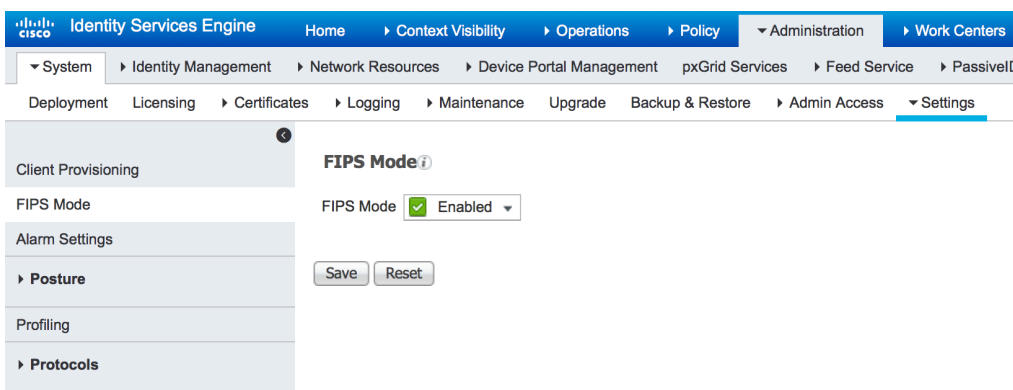 cisco Identity Services Engine Home Context Visibility Operations Policy Administration Work Centers
System Identity Management Network Resources Device Portal Management pxGrid Services Feed Service PassiveID
Deployment Licensing Certificates Logging Maintenance Upgrade Backup & Restore Admin Access Settings
Client Provisioning
FIPS Mode
Alarm Settings
Posture
Profiling
Protocols
FIPS Mode
FIPS Mode Enabled
Save Reset